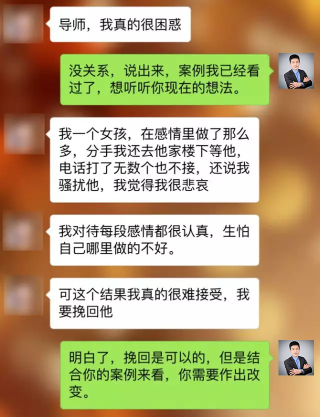 导师，我真的很困惑
没关系，说出来，案例我已经看
过了，想听听你现在的想法。
我一个女孩，在感情里做了那么
多，分手我还去他家楼下等他，
电话打了无数个也不接，还说我
骚扰他，我觉得我很悲哀
我对待每段感情都很认真，生怕
自己哪里做的不好。
可这个结果我真的很难接受，我
要挽回他
明白了，挽回是可以的，但是结
合你的案例来看，你需要作出改
变。